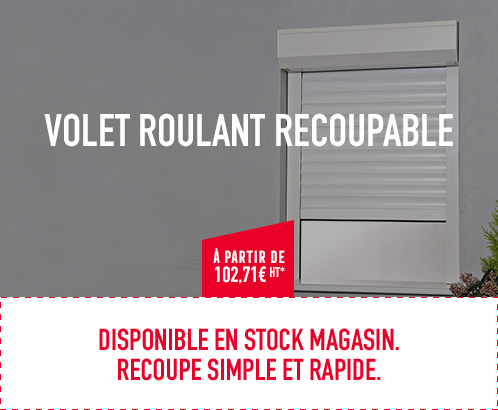 VOLET ROULANT RECOUPABLE
À PARTIR DE
102,71€ HT*
DISPONIBLE EN STOCK MAGASIN.
RECOUPE SIMPLE ET RAPIDE.